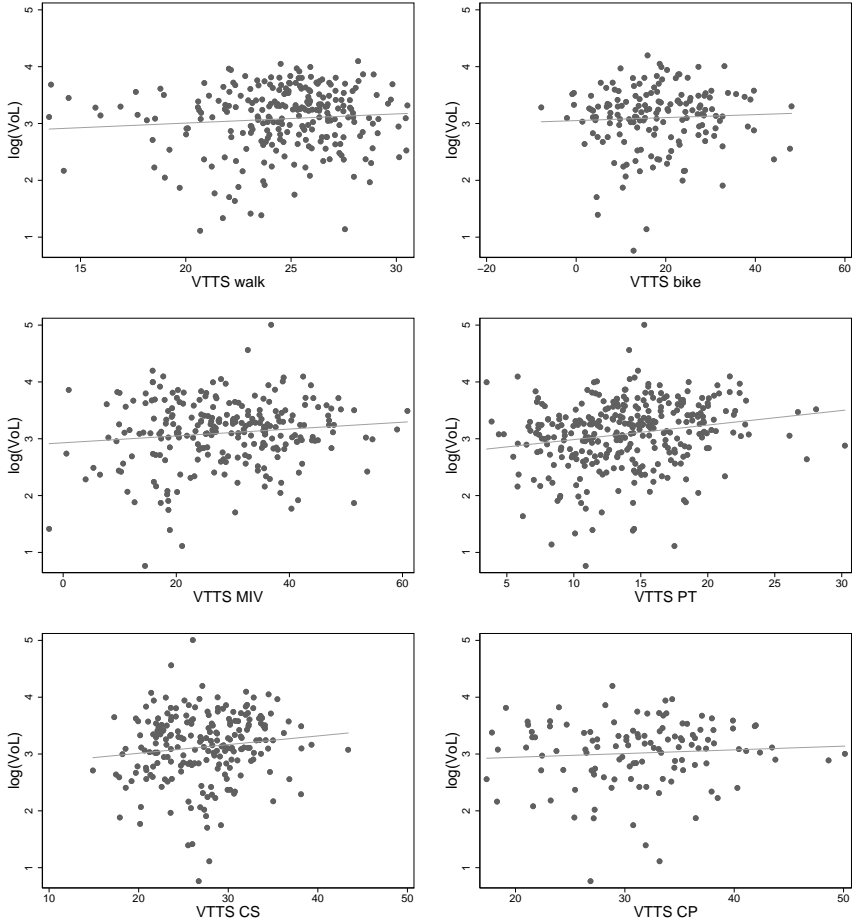 5
4
3
2
1
log(VoL)
15 20 25 30
VTTS walk
5
4
3
2
1
log(VoL)
−20 0 20 40 60
VTTS bike
5
4
3
2
1
log(VoL)
0 20 40 60
VTTS MIV
5
4
3
2
1
log(VoL)
5 10 15 20 25 30
VTTS PT
5
4
3
2
1
log(VoL)
10 20 30 40 50
VTTS CS
5
4
3
2
1
log(VoL)
20 30 40 50
VTTS CP